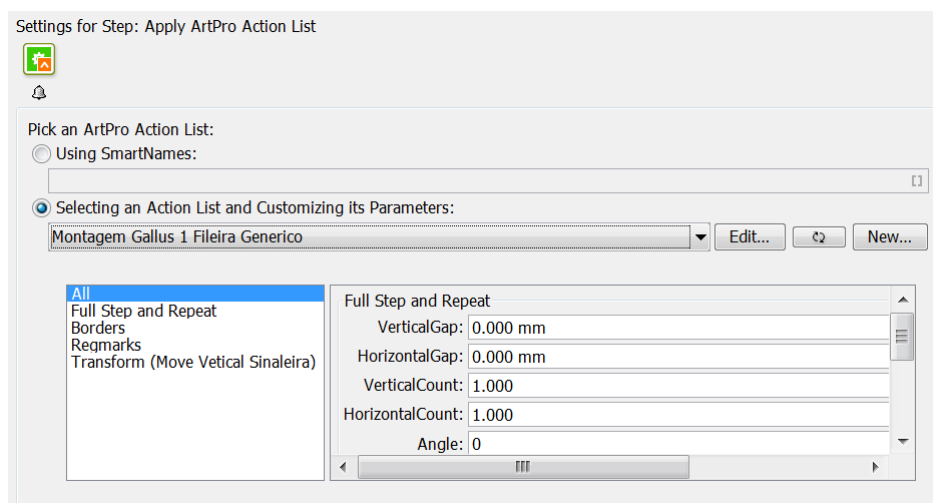 Settings for Step: Apply ArtPro Action List
Pick an ArtPro Action List:
Using SmartNames:
[]
Selecting an Action List and Customizing its Parameters:
Montagem Gallus 1 Fileira Generico
Edit...
New...
All
Full Step and Repeat
Borders
Regmarks
Transform (Move Vetical Sinaleira)
Full Step and Repeat
VerticalGap: 0.000 mm
HorizontalGap: 0.000 mm
VerticalCount: 1.000
HorizontalCount: 1.000
Angle: 0